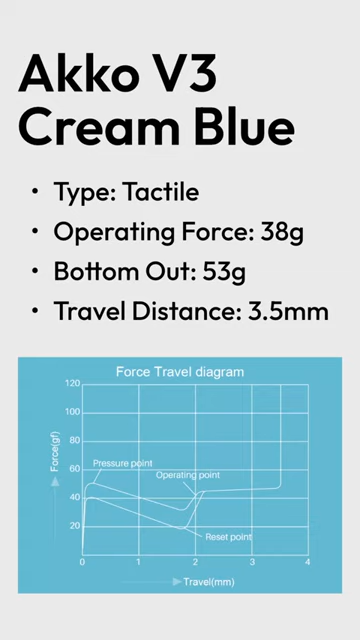 Akko V3
Cream Blue
• Type: Tactile
• Operating Force: 38g
• Bottom Out: 53g
• Travel Distance: 3.5mm
Force Travel diagram
120
100
80
60
40
20
Force(gf)
Pressure point
Operating point
Reset point
0 1 2 3 4
Travel(mm)